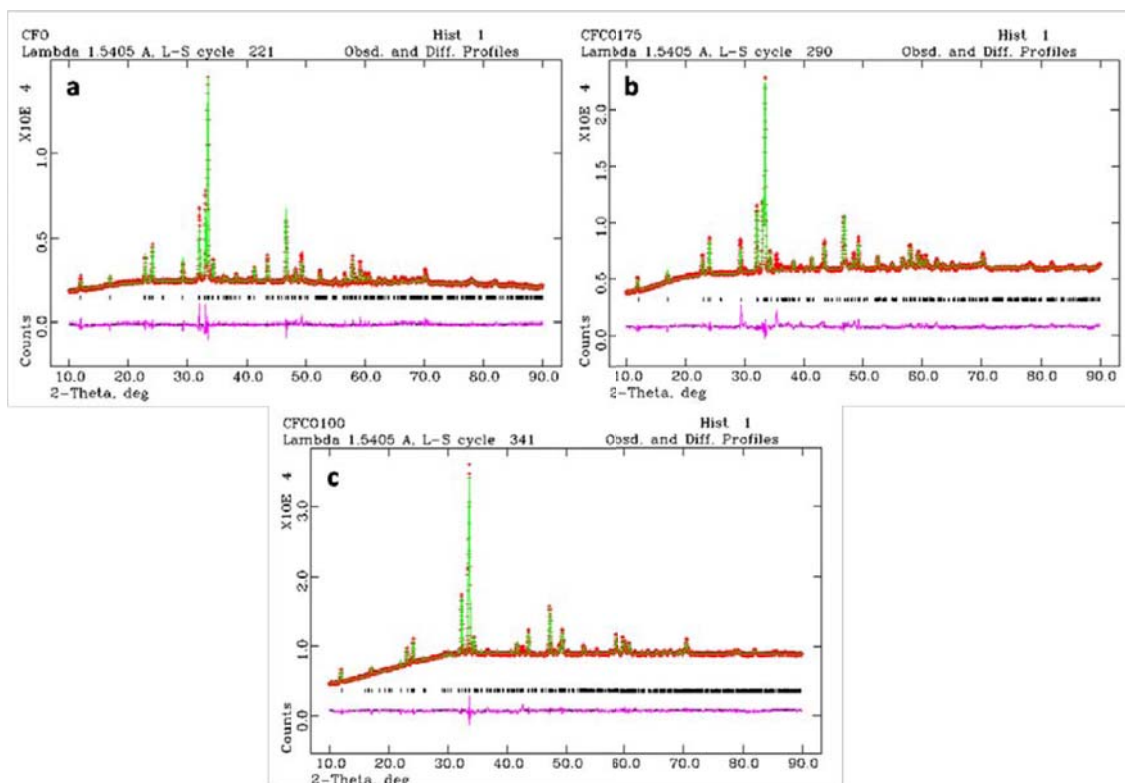 CFO Hist 1
Lambda 1.5405 A, L-S cycle 221 Obsd. and Diff. Profiles
a
X10E 4
1.0
0.5
0.0
Counts
10.0 20.0 30.0 40.0 50.0 60.0 70.0 80.0 90.0
2-Theta, deg
CFCO175 Hist 1
Lambda 1.5405 A, L-S cycle 290 Obsd. and Diff. Profiles
b
X10E 4
2.0
1.5
1.0
0.5
0.0
Counts
10.0 20.0 30.0 40.0 50.0 60.0 70.0 80.0 90.0
2-Theta, deg
CFCO100 Hist 1
Lambda 1.5405 A, L-S cycle 341 Obsd. and Diff. Profiles
c
X10E 4
3.0
2.0
1.0
0.0
Counts
10.0 20.0 30.0 40.0 50.0 60.0 70.0 80.0 90.0
2-Theta, deg